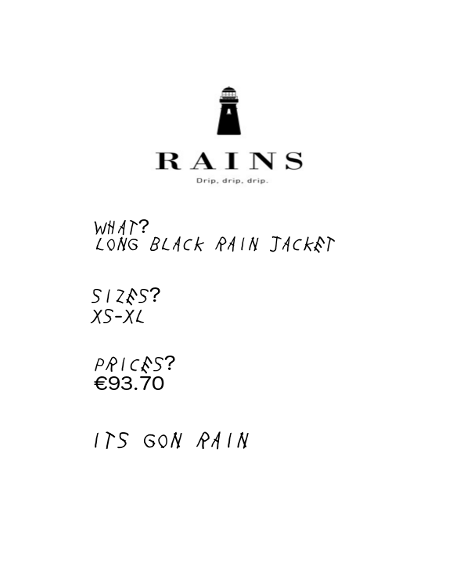 RAINS
Drip, drip, drip.
WHAT?
LONG BLACK RAIN JACKET
SIZES?
XS-XL
PRICES?
€93.70
ITS GON RAIN